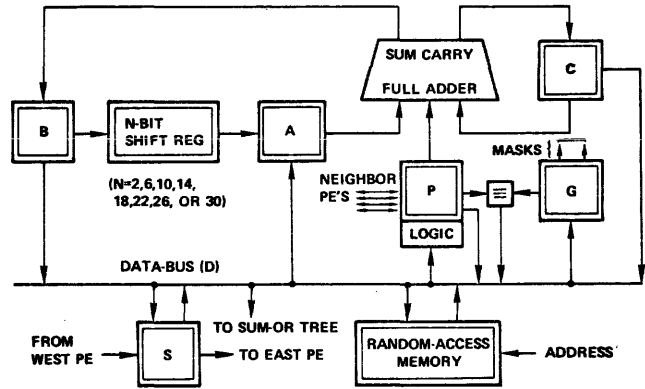 SUM CARRY
FULL ADDER
C
B
N-BIT
SHIFT REG
A
MASKS
NEIGHBOR
PE'S
P
G
LOGIC
(N=2,6,10,14,
18,22,26, OR 30)
DATA-BUS (D)
TO SUM-OR TREE
FROM
WEST PE
S
TO EAST PE
RANDOM-ACCESS
MEMORY
ADDRESS